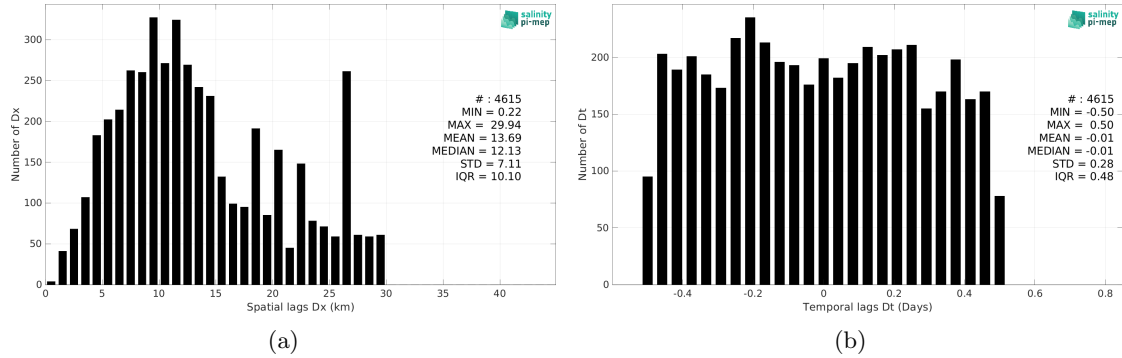 salinity
pi-mep
300
250
200
150
100
50
0
Number of Dx
# : 4615
MIN = 0.22
MAX = 29.94
MEAN = 13.69
MEDIAN = 12.13
STD = 7.11
IQR = 10.10
0 5 10 15 20 25 30 35 40
Spatial lags Dx (km)
(a)
salinity
pi-mep
200
150
100
50
0
Number of Dt
# : 4615
MIN = -0.50
MAX = 0.50
MEAN = -0.01
MEDIAN = -0.01
STD = 0.28
IQR = 0.48
-0.4 -0.2 0 0.2 0.4 0.6 0.8
Temporal lags Dt (Days)
(b)